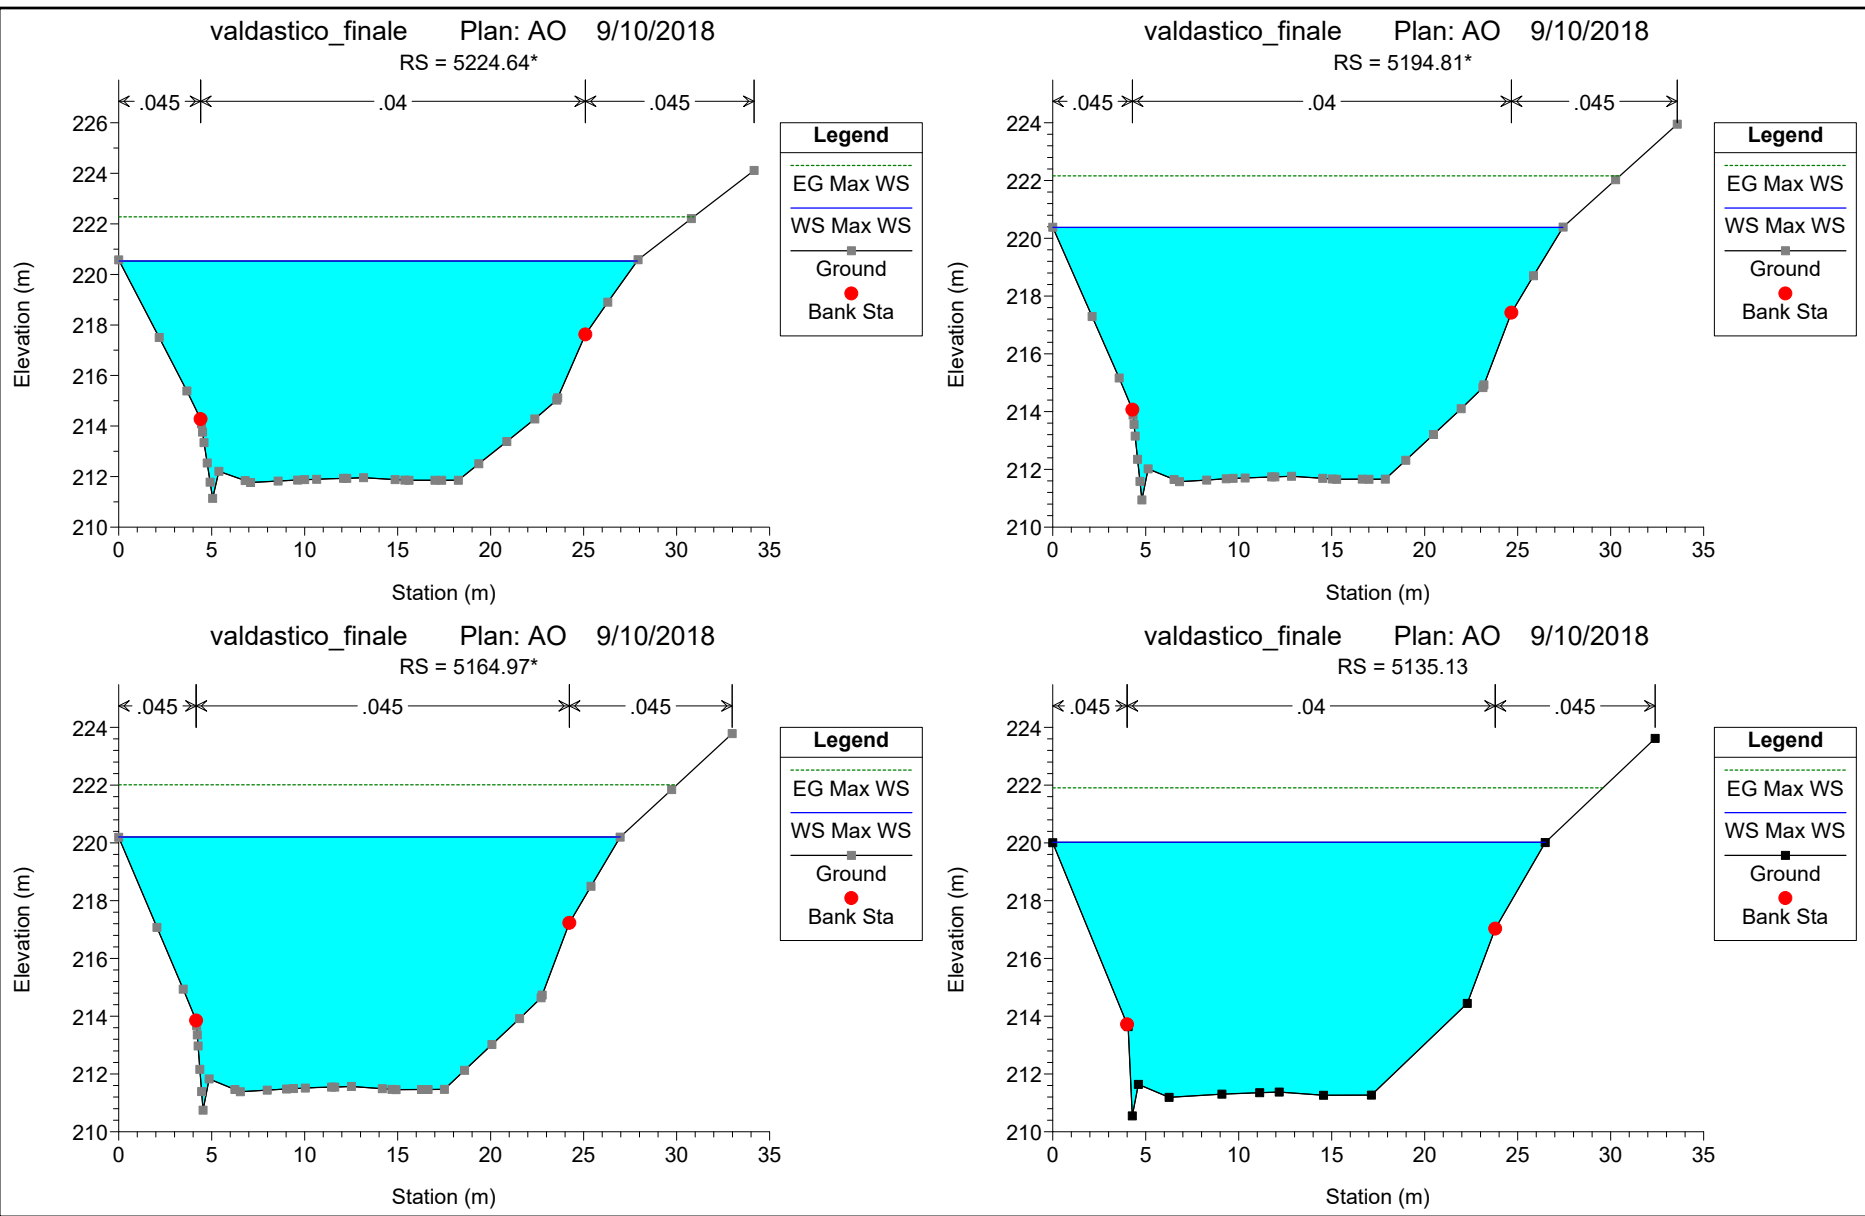 valdastico_finale Plan: AO 9/10/2018
RS = 5224.64*
.045 .04 .045
226
224
222
220
218
216
214
212
210
0 5 10 15 20 25 30 35
Elevation (m)
Station (m)
Legend
EG Max WS
WS Max WS
Ground
Bank Sta
valdastico_finale Plan: AO 9/10/2018
RS = 5194.81*
.045 .04 .045
224
222
220
218
216
214
212
210
0 5 10 15 20 25 30 35
Elevation (m)
Station (m)
Legend
EG Max WS
WS Max WS
Ground
Bank Sta
valdastico_finale Plan: AO 9/10/2018
RS = 5164.97*
.045 .045 .045
224
222
220
218
216
214
212
210
0 5 10 15 20 25 30 35
Elevation (m)
Station (m)
Legend
EG Max WS
WS Max WS
Ground
Bank Sta
valdastico_finale Plan: AO 9/10/2018
RS = 5135.13
.045 .04 .045
224
222
220
218
216
214
212
210
0 5 10 15 20 25 30 35
Elevation (m)
Station (m)
Legend
EG Max WS
WS Max WS
Ground
Bank Sta